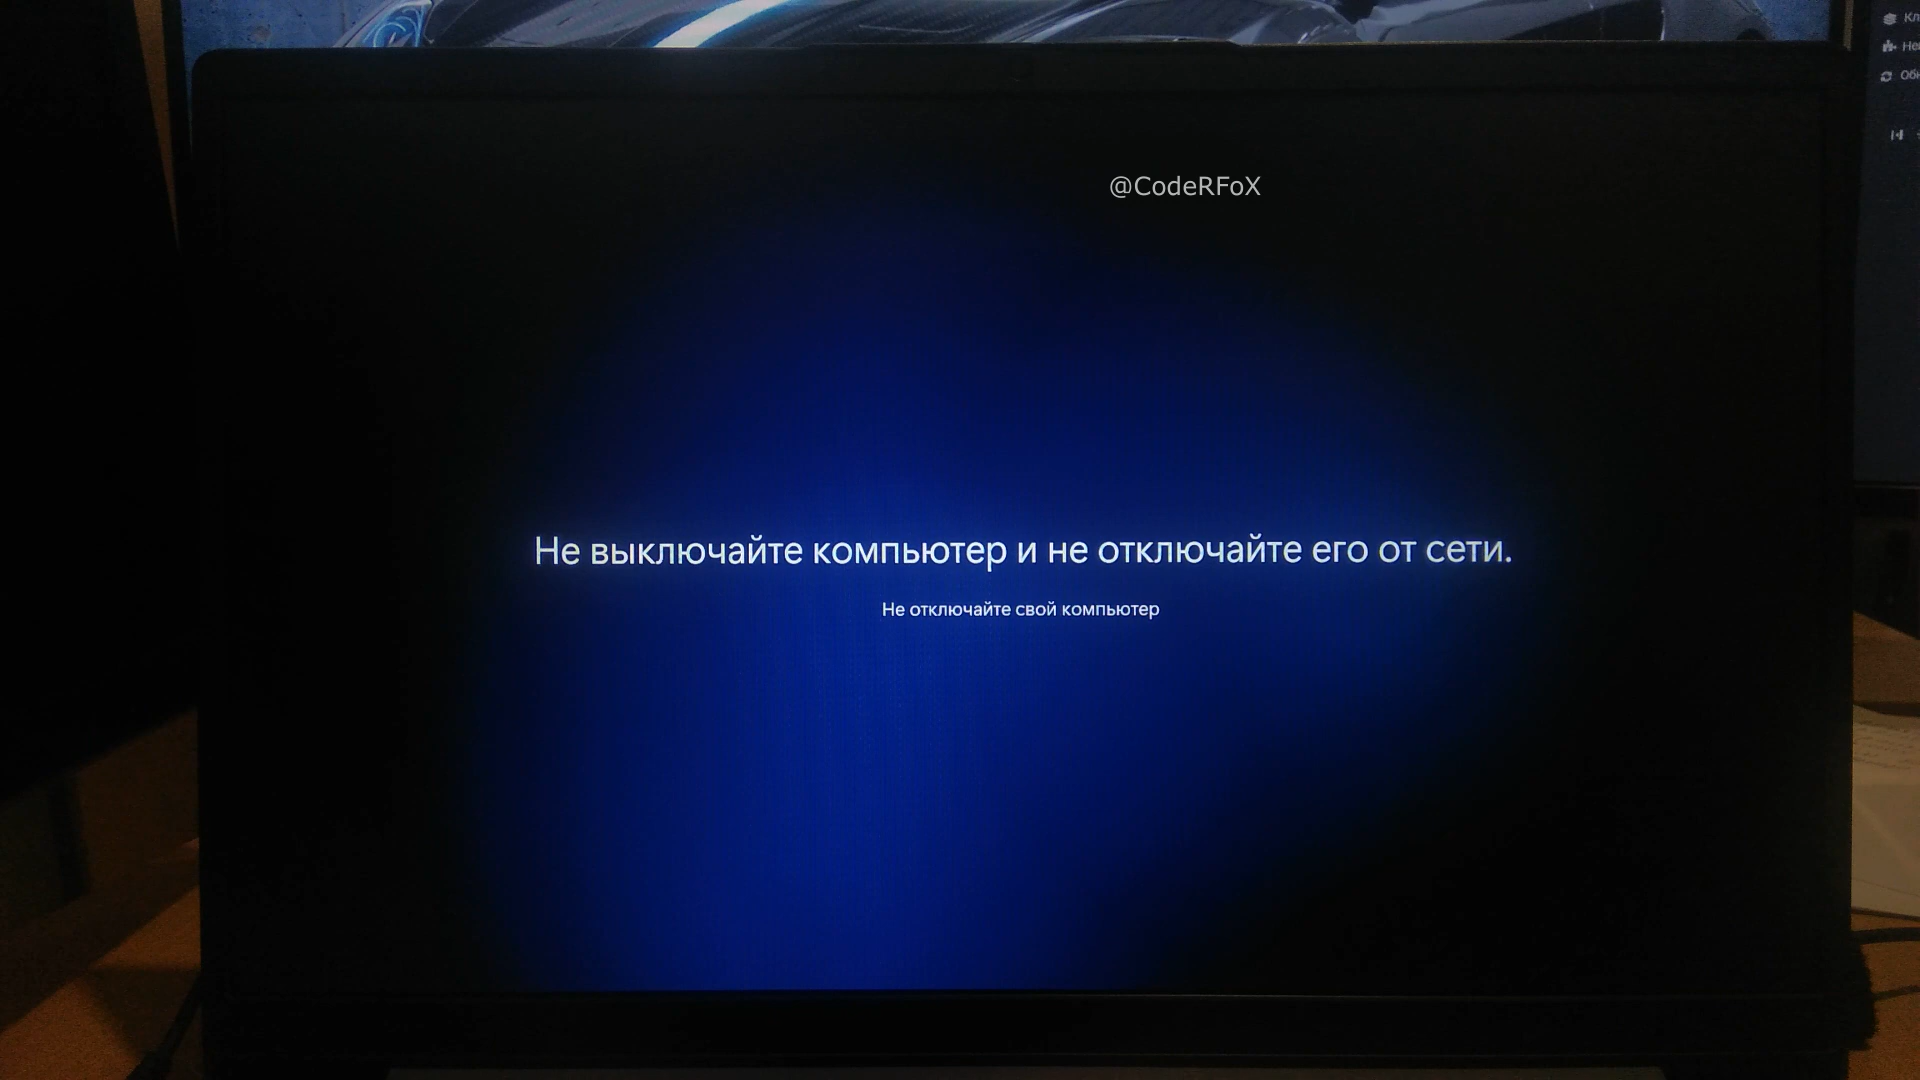 @CodeRFoX
Не выключайте компьютер и не отключайте его от сети.
Не отключайте свой компьютер